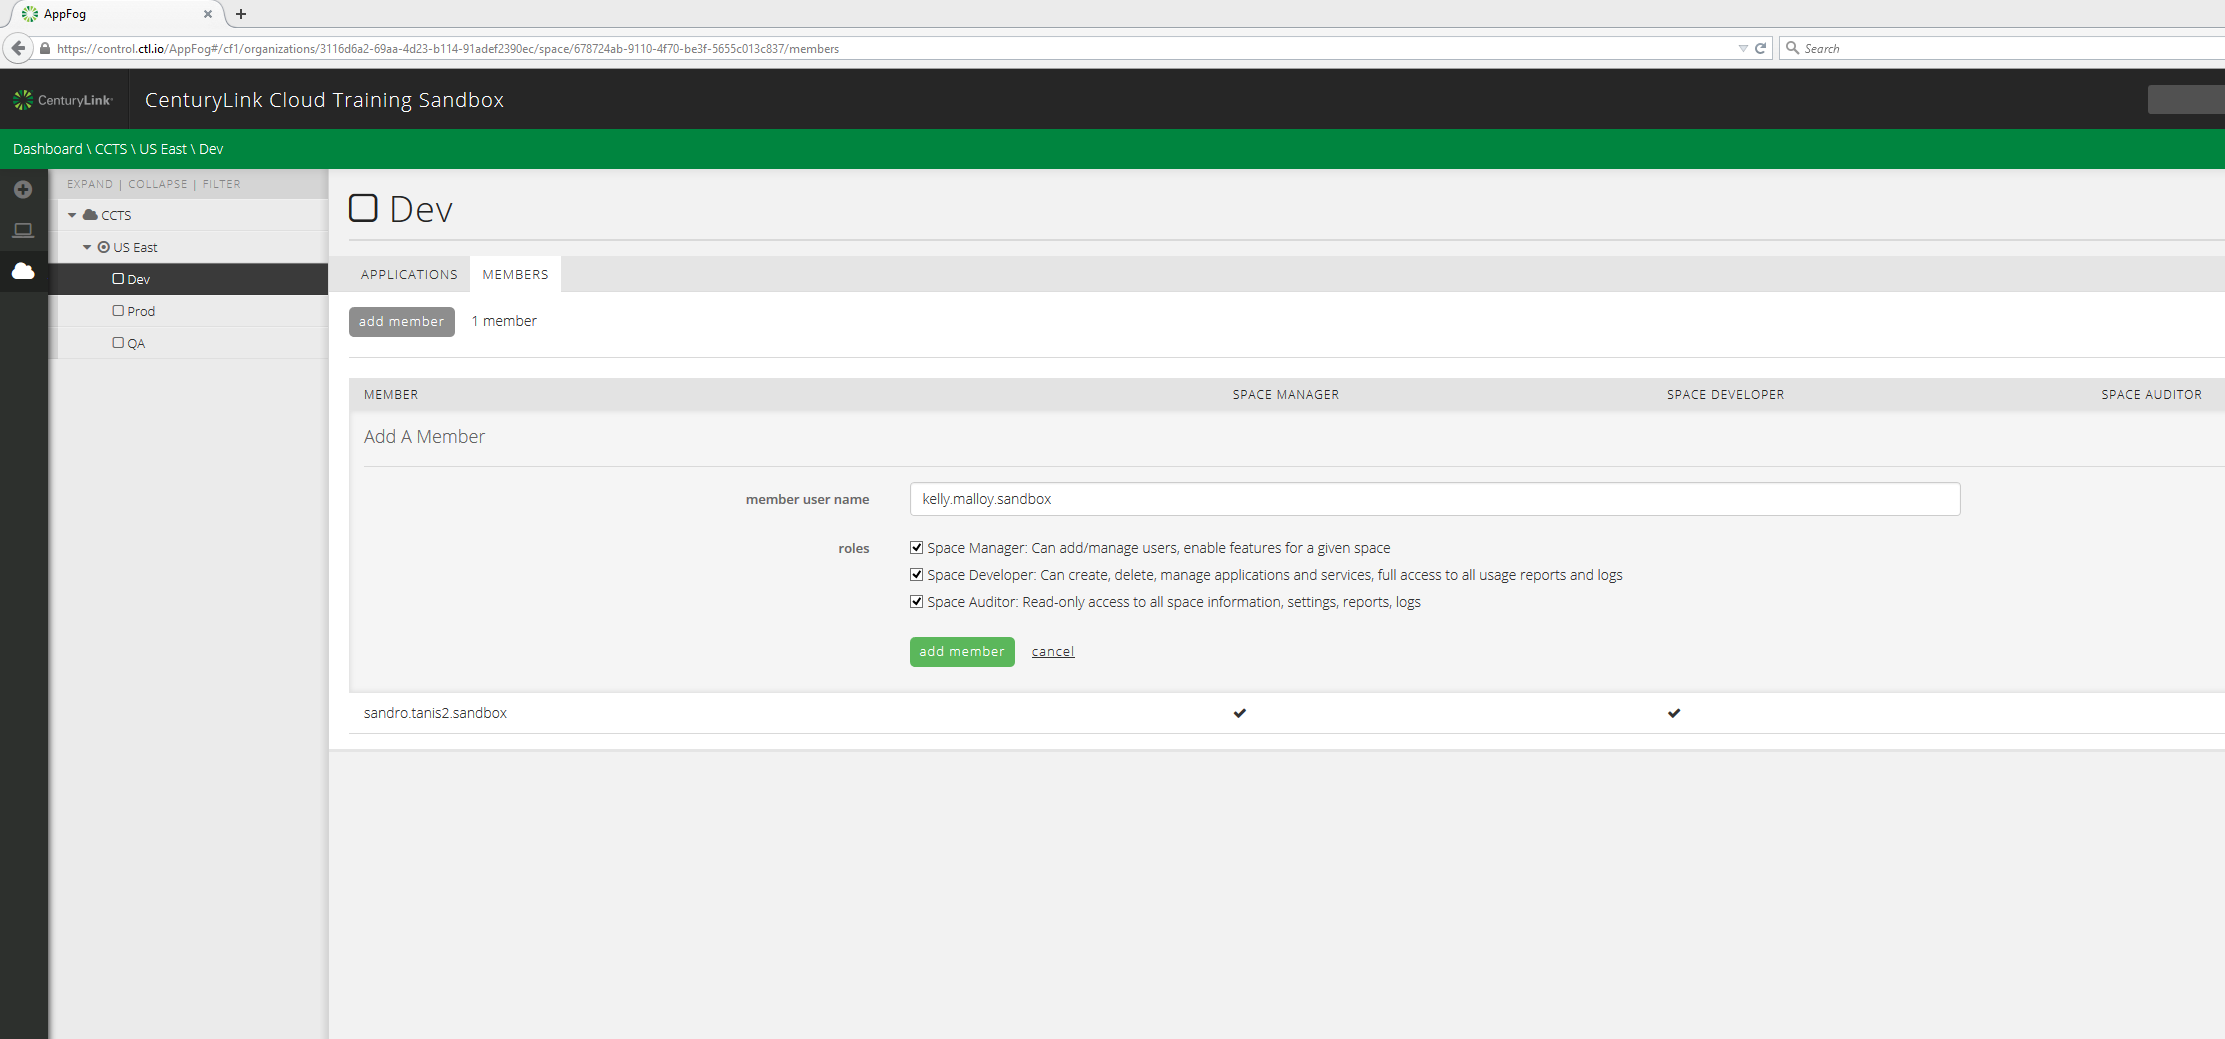 AppFog
https://control.ctl.io/AppFog#/cf1/organizations/3116d6a2-69aa-4d23-b114-91adef2390ec/space/678724ab-9110-4f70-be3f-5655c013c837/members
Search
CenturyLink
CenturyLink Cloud Training Sandbox
Dashboard \ CCTS \ US East \ Dev
EXPAND | COLLAPSE | FILTER
CCTS
US East
Dev
Prod
QA
Dev
APPLICATIONS MEMBERS
add member 1 member
MEMBER SPACE MANAGER SPACE DEVELOPER SPACE AUDITOR
Add A Member
member user name kelly.malloy.sandbox
roles Space Manager: Can add/manage users, enable features for a given space
Space Developer: Can create, delete, manage applications and services, full access to all usage reports and logs
Space Auditor: Read-only access to all space information, settings, reports, logs
add member cancel
sandro.tanis2.sandbox